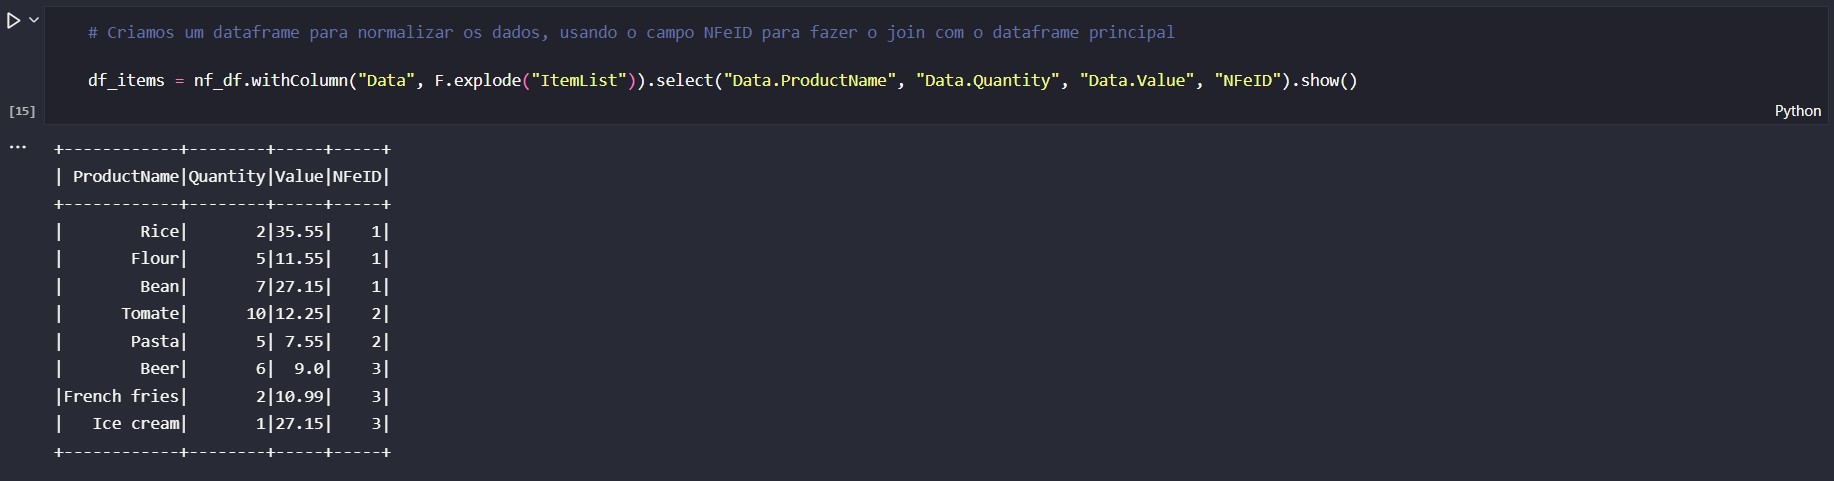 # Criamos um dataframe para normalizar os dados, usando o campo NFeID para fazer o join com o dataframe principal
df_items = nf_df.withColumn("Data", F.explode("ItemList")).select("Data.ProductName", "Data.Quantity", "Data.Value", "NFeID").show()
[15]
Python
...
+------------+--------+-----+-----+
| ProductName|Quantity|Value|NFeID|
+------------+--------+-----+-----+
|        Rice|       2|35.55|    1|
|       Flour|       5|11.55|    1|
|        Bean|       7|27.15|    1|
|      Tomate|      10|12.25|    2|
|       Pasta|       5| 7.55|    2|
|        Beer|       6|  9.0|    3|
|French fries|       2|10.99|    3|
|   Ice cream|       1|27.15|    3|
+------------+--------+-----+-----+